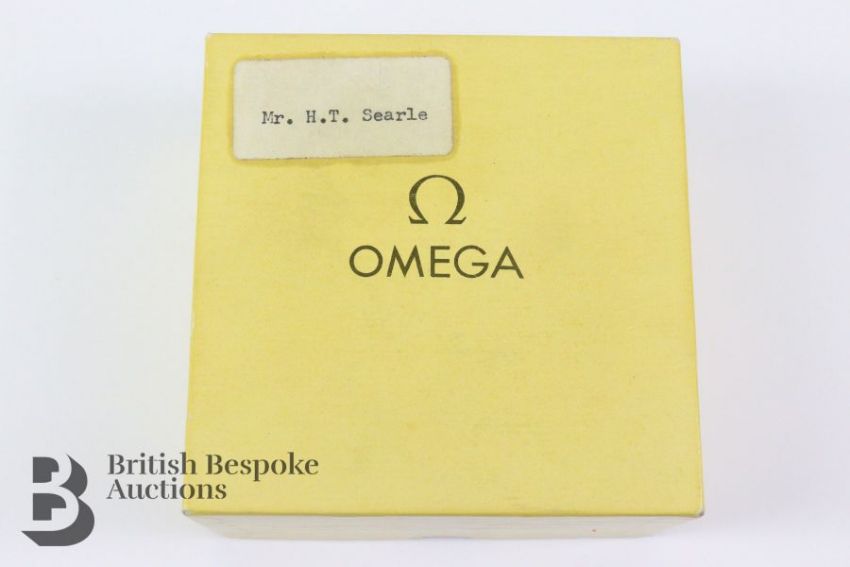 Mr. H.T. Searle
Ω
OMEGA
British Bespoke
Auctions